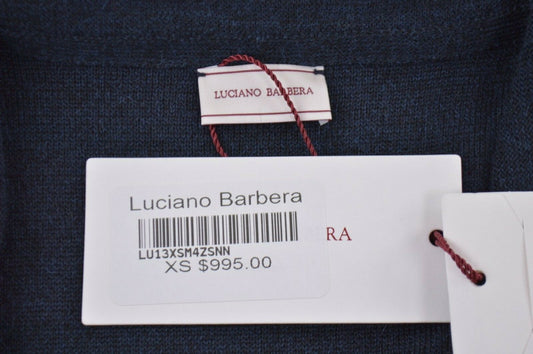 LUCIANO BARBERA
Luciano Barbera
RA
LU13XSM4ZSNN
XS $995.00